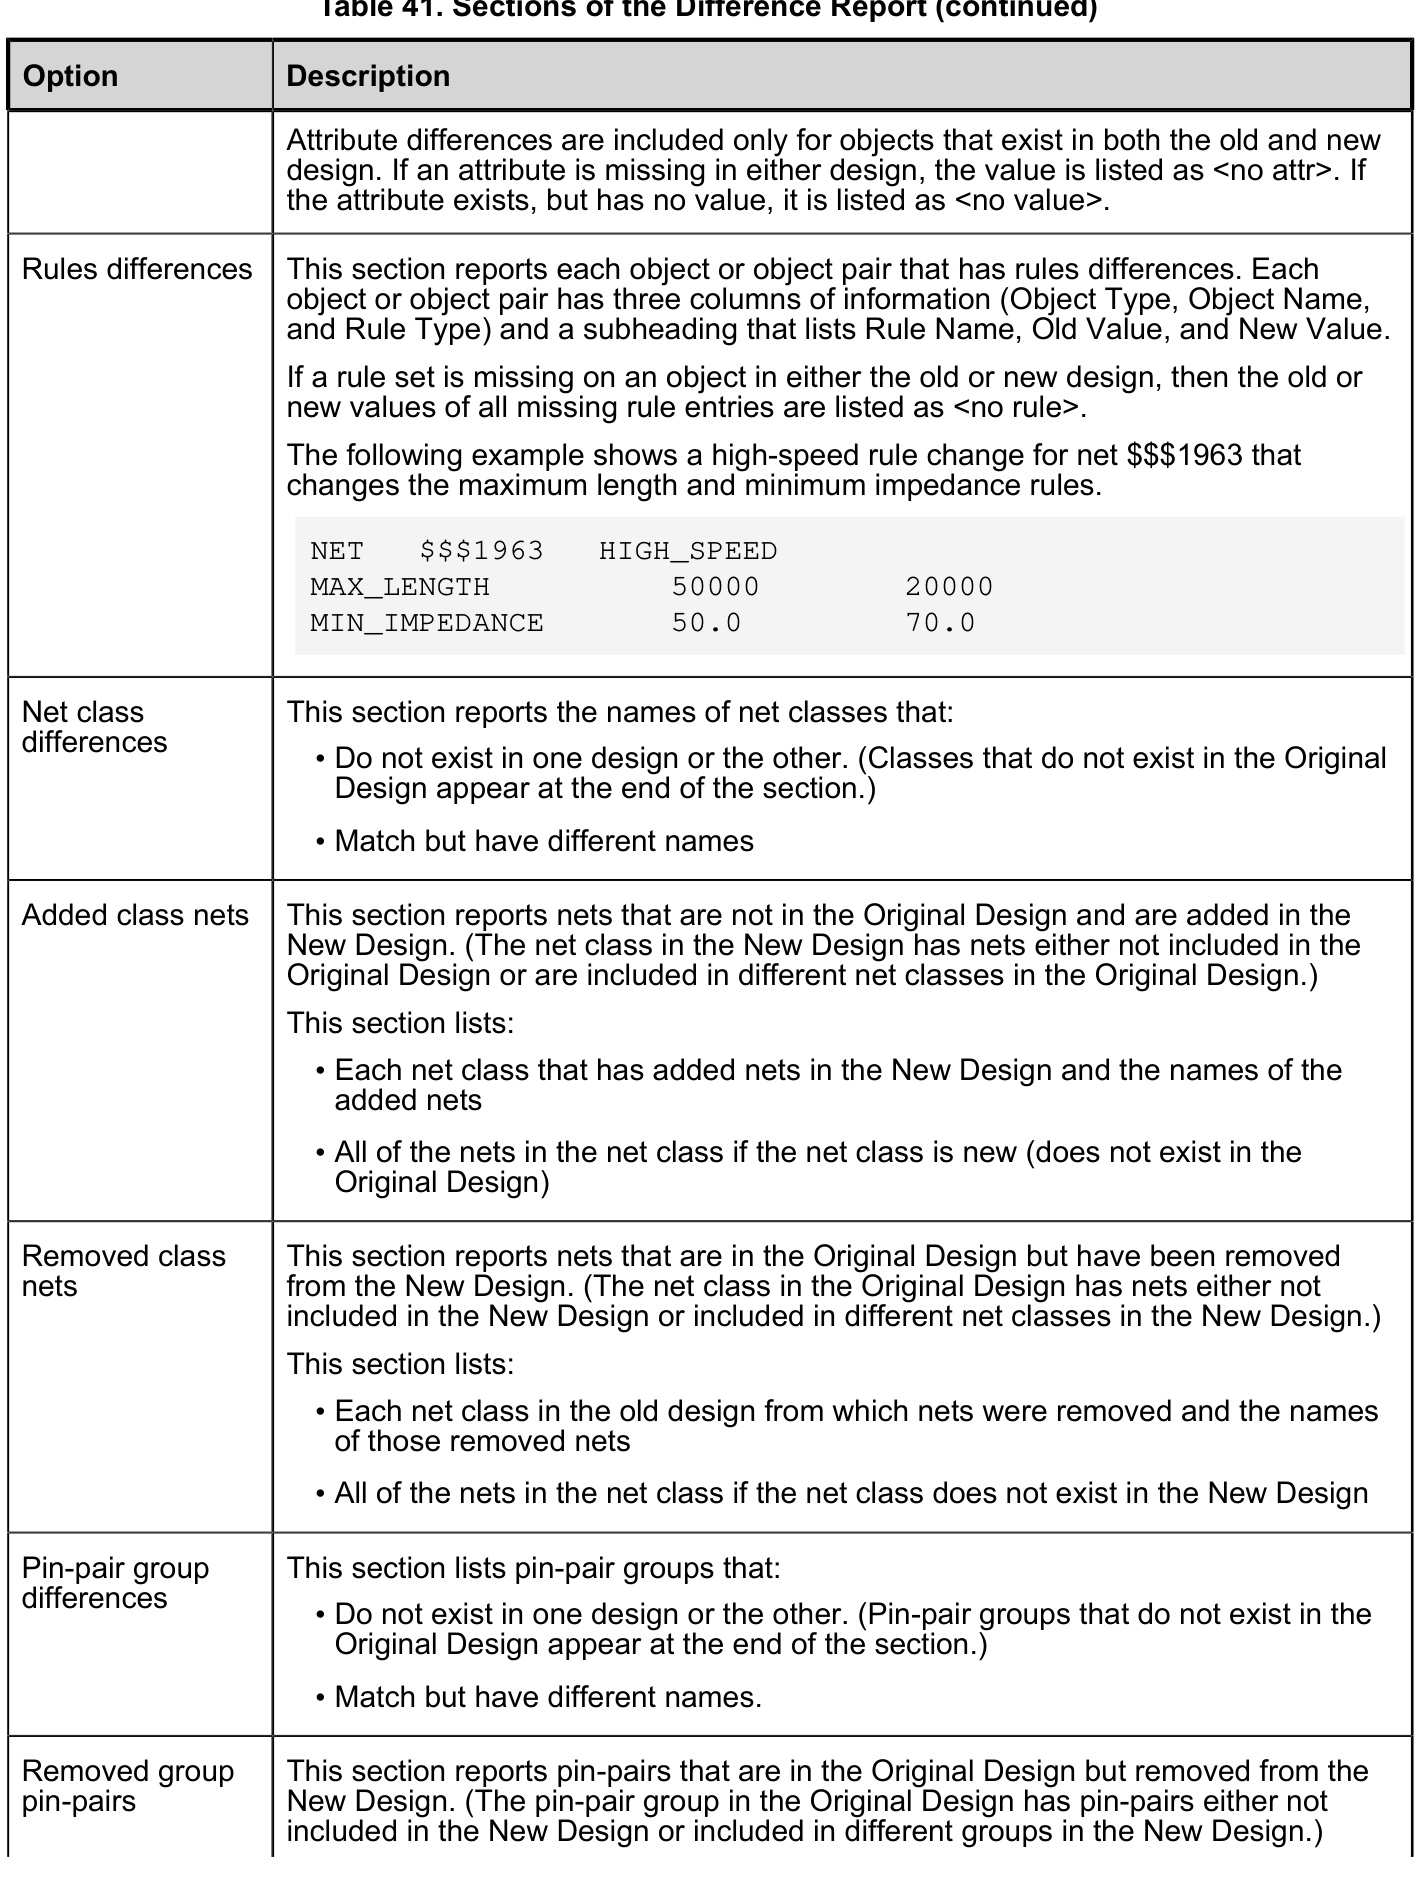 Table 41. Sections of the Difference Report (continued)
Option Description
Attribute differences are included only for objects that exist in both the old and new
design. If an attribute is missing in either design, the value is listed as <no attr>. If
the attribute exists, but has no value, it is listed as <no value>.
Rules differences
This section reports each object or object pair that has rules differences. Each
object or object pair has three columns of information (Object Type, Object Name,
and Rule Type) and a subheading that lists Rule Name, Old Value, and New Value.
If a rule set is missing on an object in either the old or new design, then the old or
new values of all missing rule entries are listed as <no rule>.
The following example shows a high-speed rule change for net $$$1963 that
changes the maximum length and minimum impedance rules.
NET $$$1963 HIGH_SPEED
MAX_LENGTH 50000 20000
MIN_IMPEDANCE 50.0 70.0
Net class
differences
This section reports the names of net classes that:
• Do not exist in one design or the other. (Classes that do not exist in the Original
Design appear at the end of the section.)
• Match but have different names
Added class nets
This section reports nets that are not in the Original Design and are added in the
New Design. (The net class in the New Design has nets either not included in the
Original Design or are included in different net classes in the Original Design.)
This section lists:
• Each net class that has added nets in the New Design and the names of the
added nets
• All of the nets in the net class if the net class is new (does not exist in the
Original Design)
Removed class
nets
This section reports nets that are in the Original Design but have been removed
from the New Design. (The net class in the Original Design has nets either not
included in the New Design or included in different net classes in the New Design.)
This section lists:
• Each net class in the old design from which nets were removed and the names
of those removed nets
• All of the nets in the net class if the net class does not exist in the New Design
Pin-pair group
differences
This section lists pin-pair groups that:
• Do not exist in one design or the other. (Pin-pair groups that do not exist in the
Original Design appear at the end of the section.)
• Match but have different names.
Removed group
pin-pairs
This section reports pin-pairs that are in the Original Design but removed from the
New Design. (The pin-pair group in the Original Design has pin-pairs either not
included in the New Design or included in different groups in the New Design.)